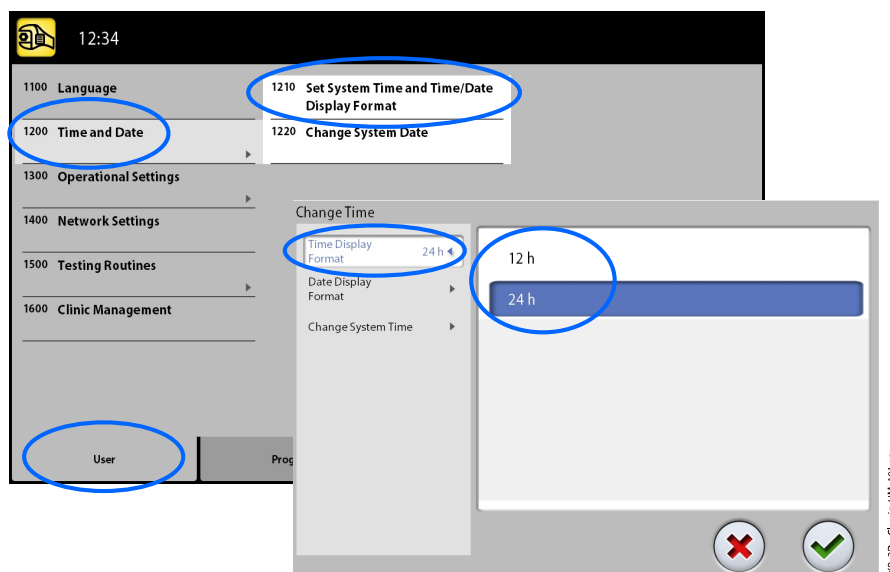 12:34
1100 Language
1200 Time and Date
1300 Operational Settings
1400 Network Settings
1500 Testing Routines
1600 Clinic Management
1210 Set System Time and Time/Date
Display Format
1220 Change System Date
User
Prog
Change Time
Time Display
Format
24 h
Date Display
Format
Change System Time
12 h
24 h